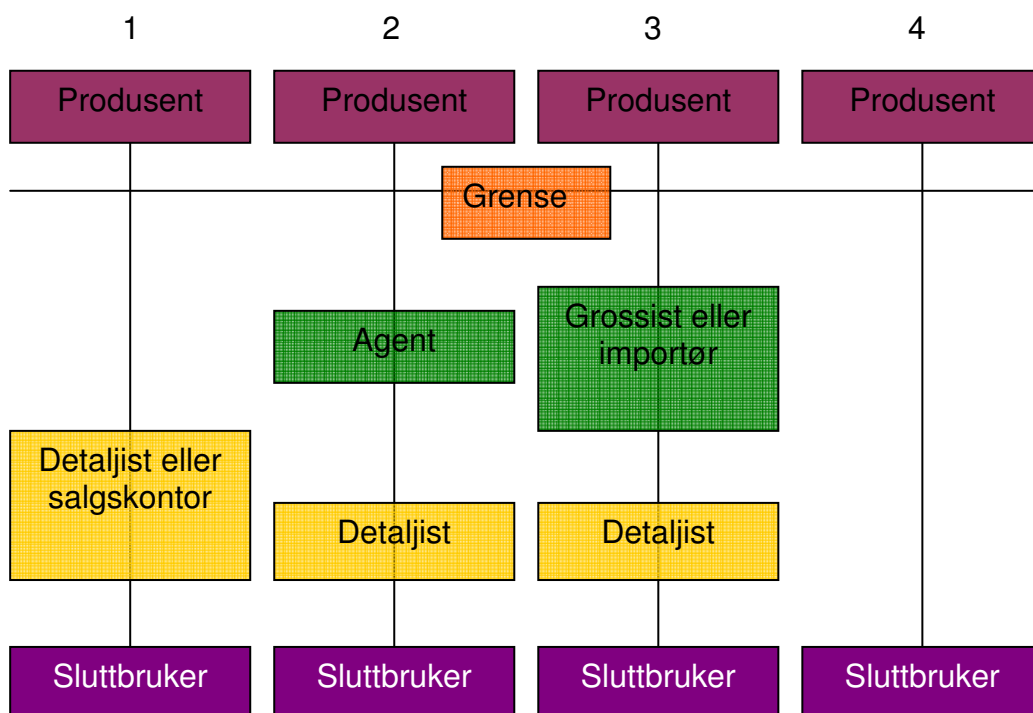 1 2 3 4
Produsent Produsent Produsent Produsent
Grense
Grossist eller
importør
Agent
Detaljist eller
salgskontor
Detaljist Detaljist
Sluttbruker Sluttbruker Sluttbruker Sluttbruker